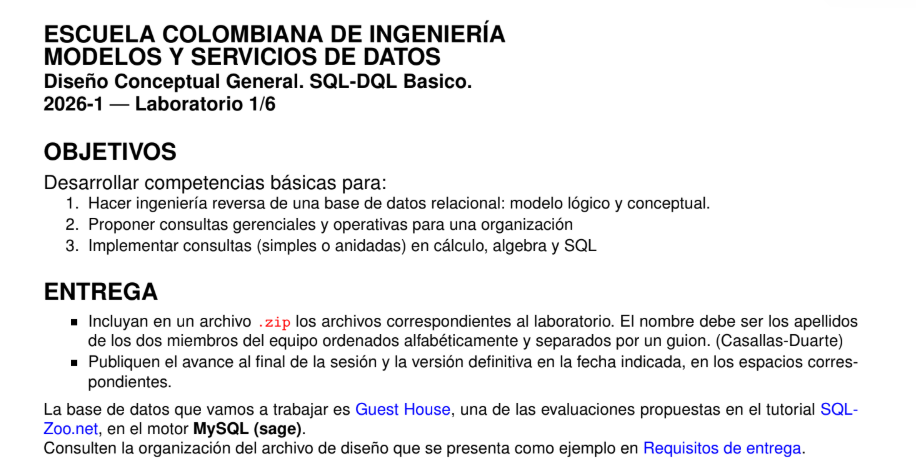 ESCUELA COLOMBIANA DE INGENIERÍA
MODELOS Y SERVICIOS DE DATOS
Diseño Conceptual General. SQL-DQL Basico.
2026-1 — Laboratorio 1/6
OBJETIVOS
Desarrollar competencias básicas para:
1. Hacer ingeniería reversa de una base de datos relacional: modelo lógico y conceptual.
2. Proponer consultas gerenciales y operativas para una organización
3. Implementar consultas (simples o anidadas) en cálculo, algebra y SQL
ENTREGA
▪ Incluyan en un archivo .zip los archivos correspondientes al laboratorio. El nombre debe ser los apellidos
de los dos miembros del equipo ordenados alfabéticamente y separados por un guion. (Casallas-Duarte)
▪ Publiquen el avance al final de la sesión y la versión definitiva en la fecha indicada, en los espacios corres-
pondientes.
La base de datos que vamos a trabajar es Guest House, una de las evaluaciones propuestas en el tutorial SQL-
Zoo.net, en el motor MySQL (sage).
Consulten la organización del archivo de diseño que se presenta como ejemplo en Requisitos de entrega.